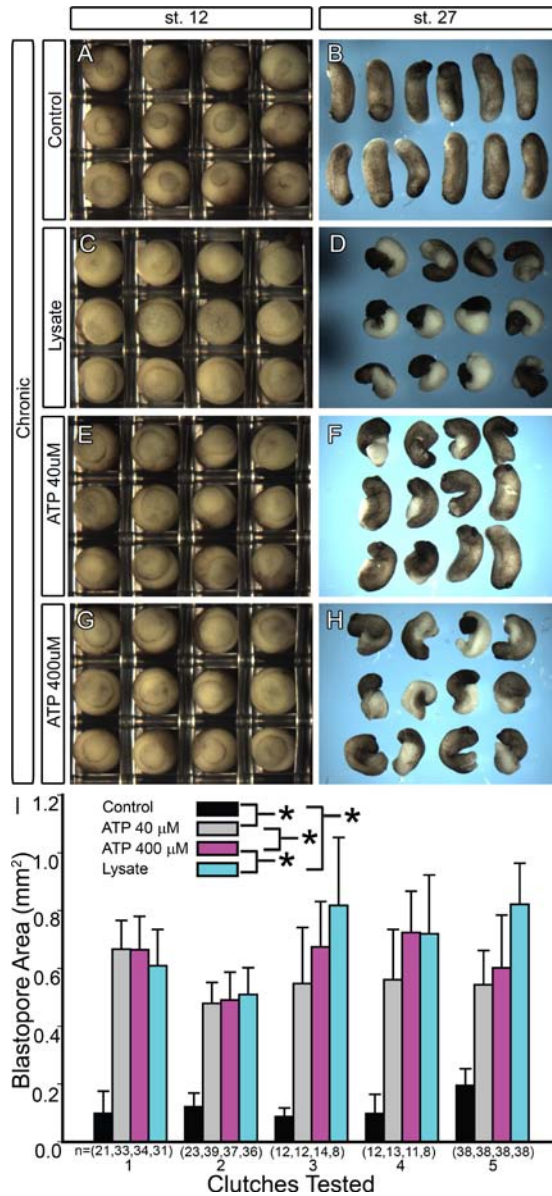 st. 12
st. 27
Chronic
Control
A
B
Lysate
C
D
ATP 40uM
E
F
ATP 400uM
G
H
I
Control
ATP 40 µM
ATP 400 µM
Lysate
*
*
*
*
Blastopore Area (mm²)
1.2
1.0
0.8
0.6
0.4
0.2
0.0
n=(21,33,34,31)
(23,39,37,36)
(12,12,14,8)
(12,13,11,8)
(38,38,38,38)
1
2
3
4
5
Clutches Tested